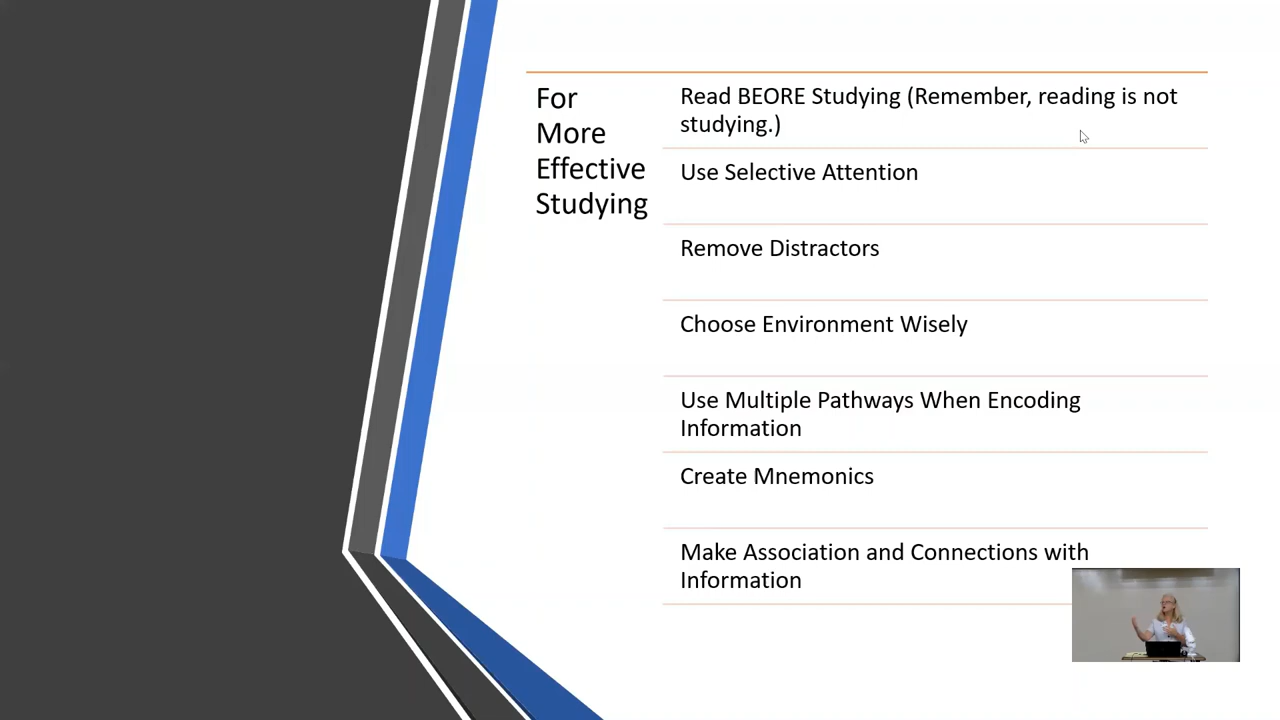 For
More
Effective
Studying
Read BEORE Studying (Remember, reading is not
studying.)
Use Selective Attention
Remove Distractors
Choose Environment Wisely
Use Multiple Pathways When Encoding
Information
Create Mnemonics
Make Association and Connections with
Information